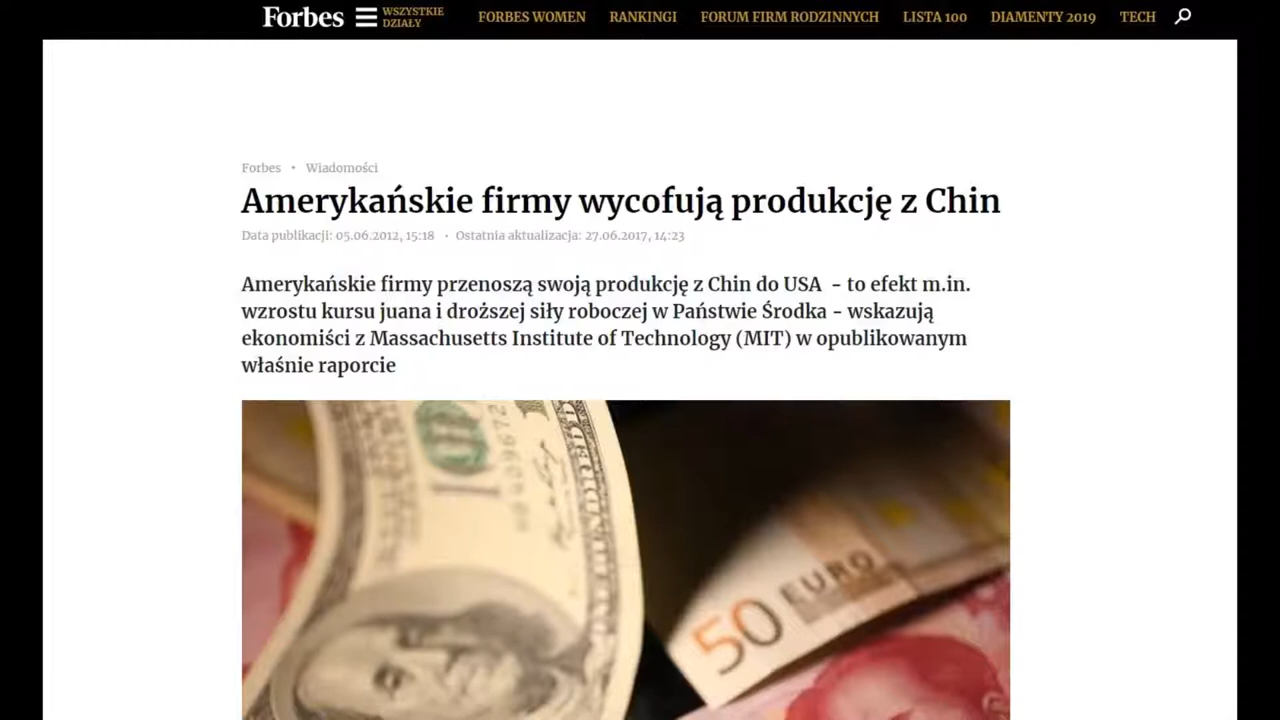 Forbes WSZYSTKIE DZIAŁY FORBES WOMEN RANKINGI FORUM FIRM RODZINNYCH LISTA 100 DIAMENTY 2019 TECH
Forbes • Wiadomości
Amerykańskie firmy wycofują produkcję z Chin
Data publikacji: 05.06.2012, 15:18 • Ostatnia aktualizacja: 27.06.2017, 14:23
Amerykańskie firmy przenoszą swoją produkcję z Chin do USA - to efekt m.in.
wzrostu kursu juana i droższej siły roboczej w Państwie Środka - wskazują
ekonomiści z Massachusetts Institute of Technology (MIT) w opublikowanym
właśnie raporcie
100
50 EURO